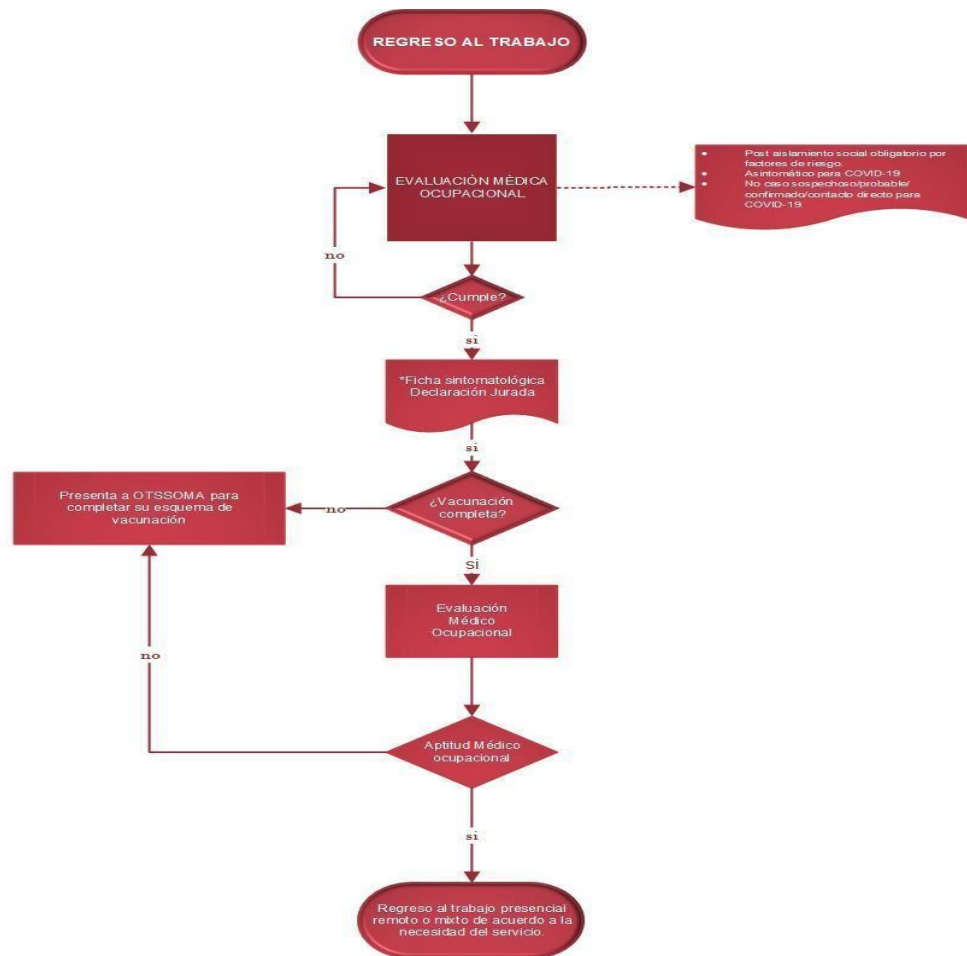 REGRESO AL TRABAJO
EVALUACIÒN MÈDICA
OCUPACIONAL
Post aislamiento social obligatorio por
factores de riesgo.
Asintomático para COVID-19
No caso sospechoso/probable/
confirmado/contacto directo para
COVID-19.
no
¿Cumple?
si
*Ficha sintomatológica
Declaración Jurada
si
Presenta a OTSSOMA para
completar su esquema de
vacunación
no
¿Vacunación
completa?
SÍ
Evaluación
Médico
Ocupacional
no
Aptitud Médico
ocupacional
si
Regreso al trabajo presencial
remoto o mixto de acuerdo a la
necesidad del servicio.